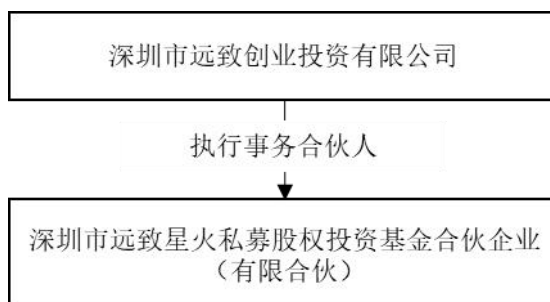 深圳市远致创业投资有限公司
执行事务合伙人
深圳市远致星火私募股权投资基金合伙企业
（有限合伙）